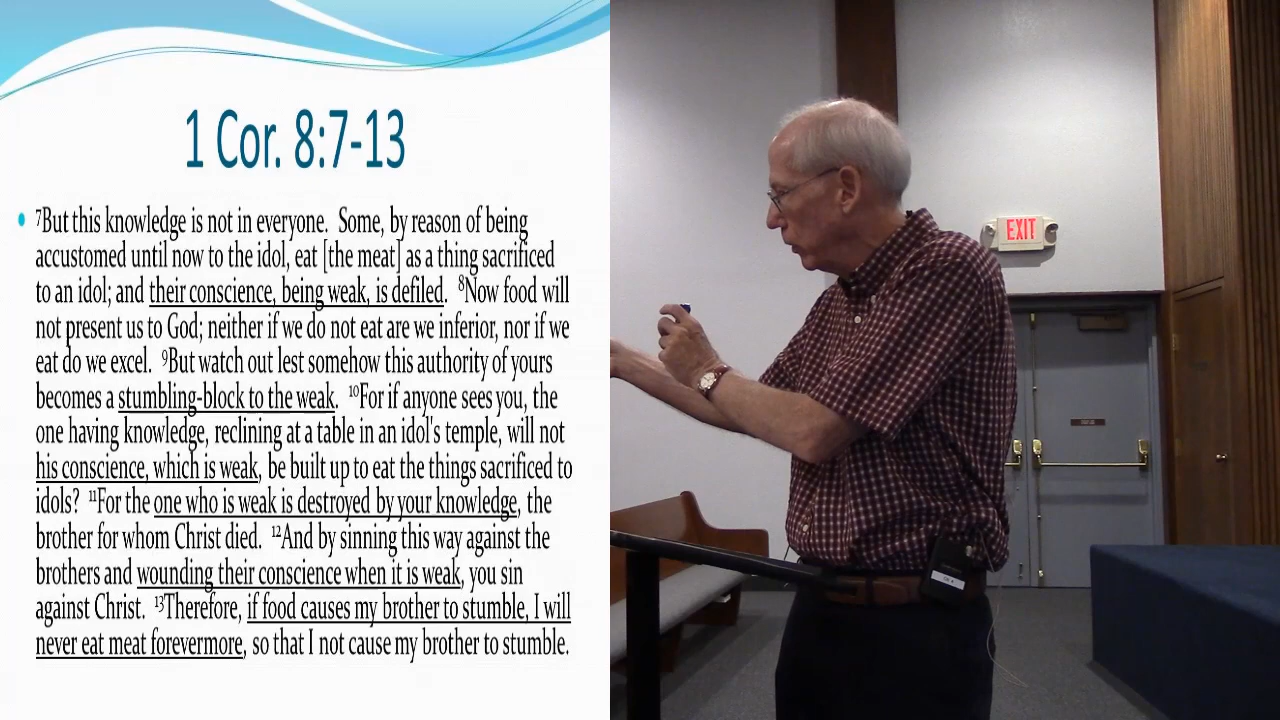 1 Cor. 8:7-13
• ⁷But this knowledge is not in everyone. Some, by reason of being
accustomed until now to the idol, eat [the meat] as a thing sacrificed
to an idol; and their conscience, being weak, is defiled. ⁸Now food will
not present us to God; neither if we do not eat are we inferior, nor if we
eat do we excel. ⁹But watch out lest somehow this authority of yours
becomes a stumbling-block to the weak. ¹⁰For if anyone sees you, the
one having knowledge, reclining at a table in an idol's temple, will not
his conscience, which is weak, be built up to eat the things sacrificed to
idols? ¹¹For the one who is weak is destroyed by your knowledge, the
brother for whom Christ died. ¹²And by sinning this way against the
brothers and wounding their conscience when it is weak, you sin
against Christ. ¹³Therefore, if food causes my brother to stumble, I will
never eat meat forevermore, so that I not cause my brother to stumble.
EXIT